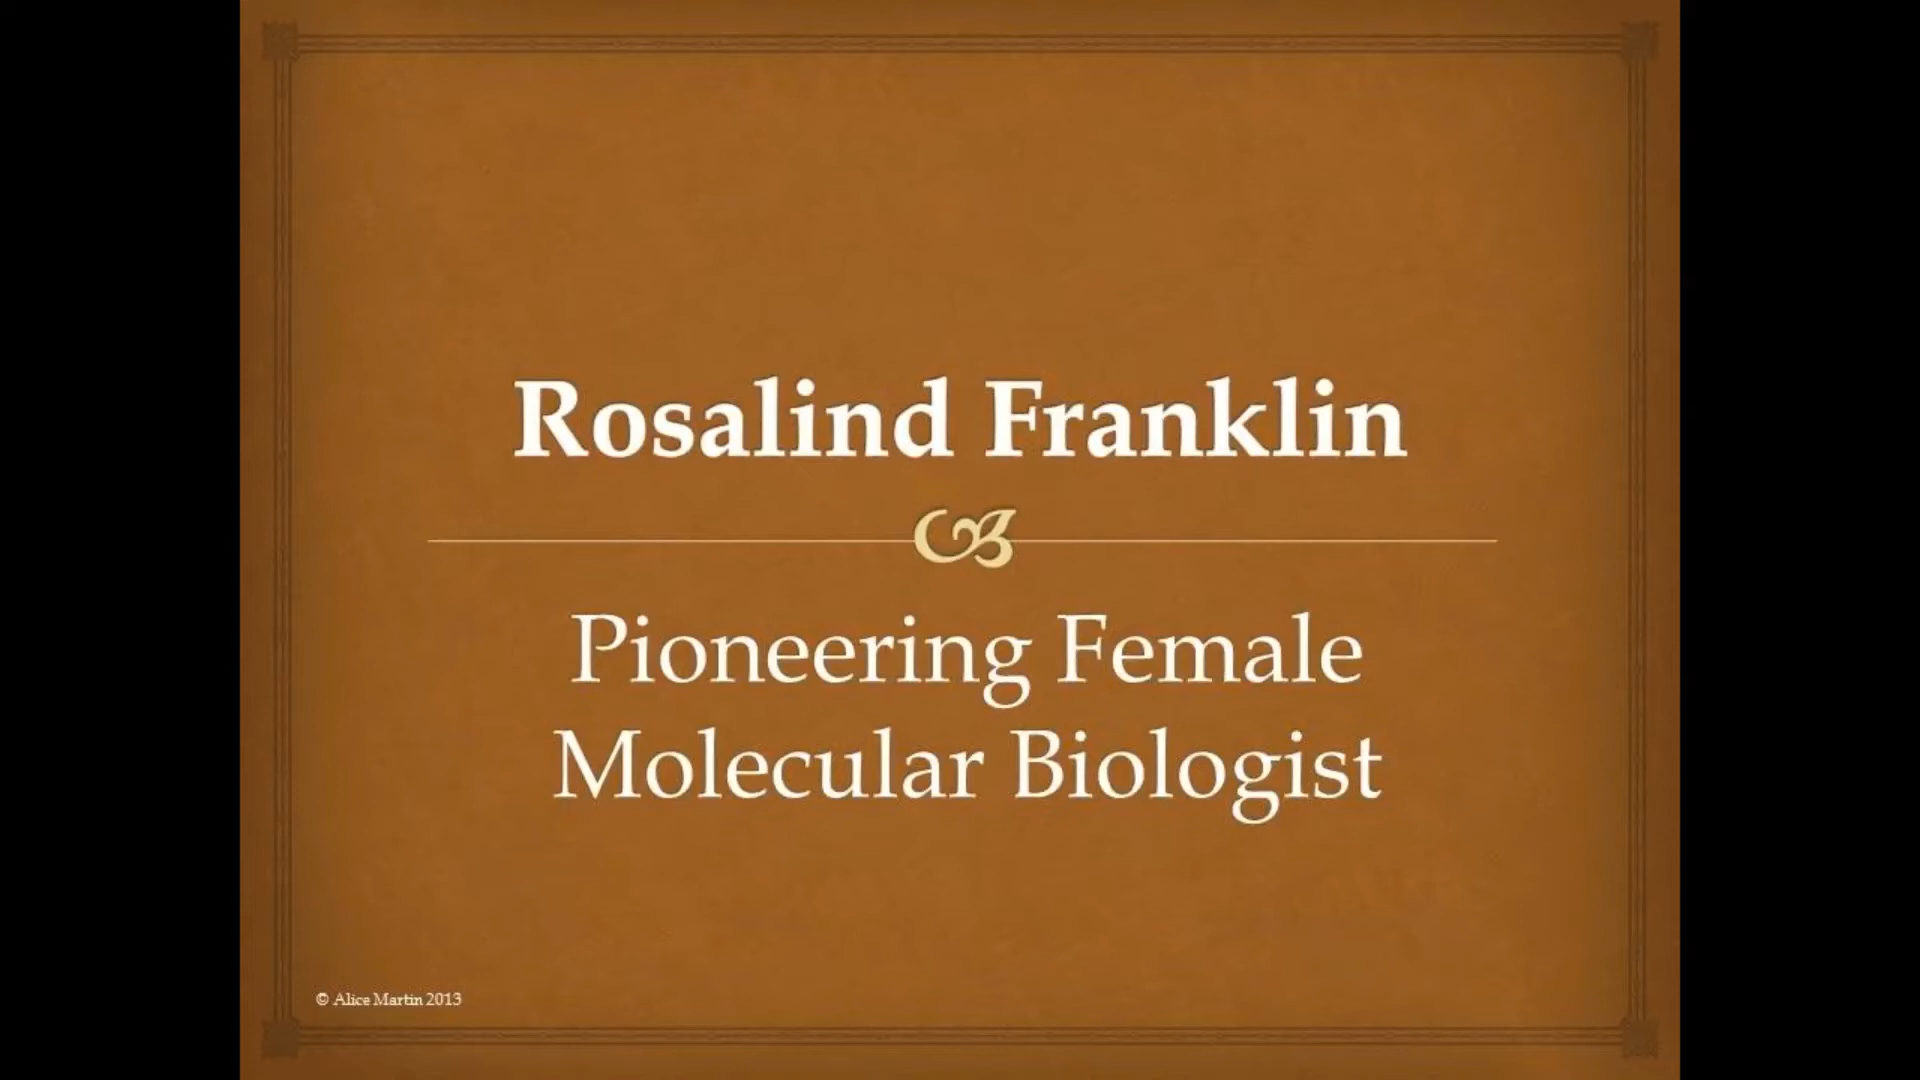 Rosalind Franklin
Pioneering Female
Molecular Biologist
© Alice Martin 2013